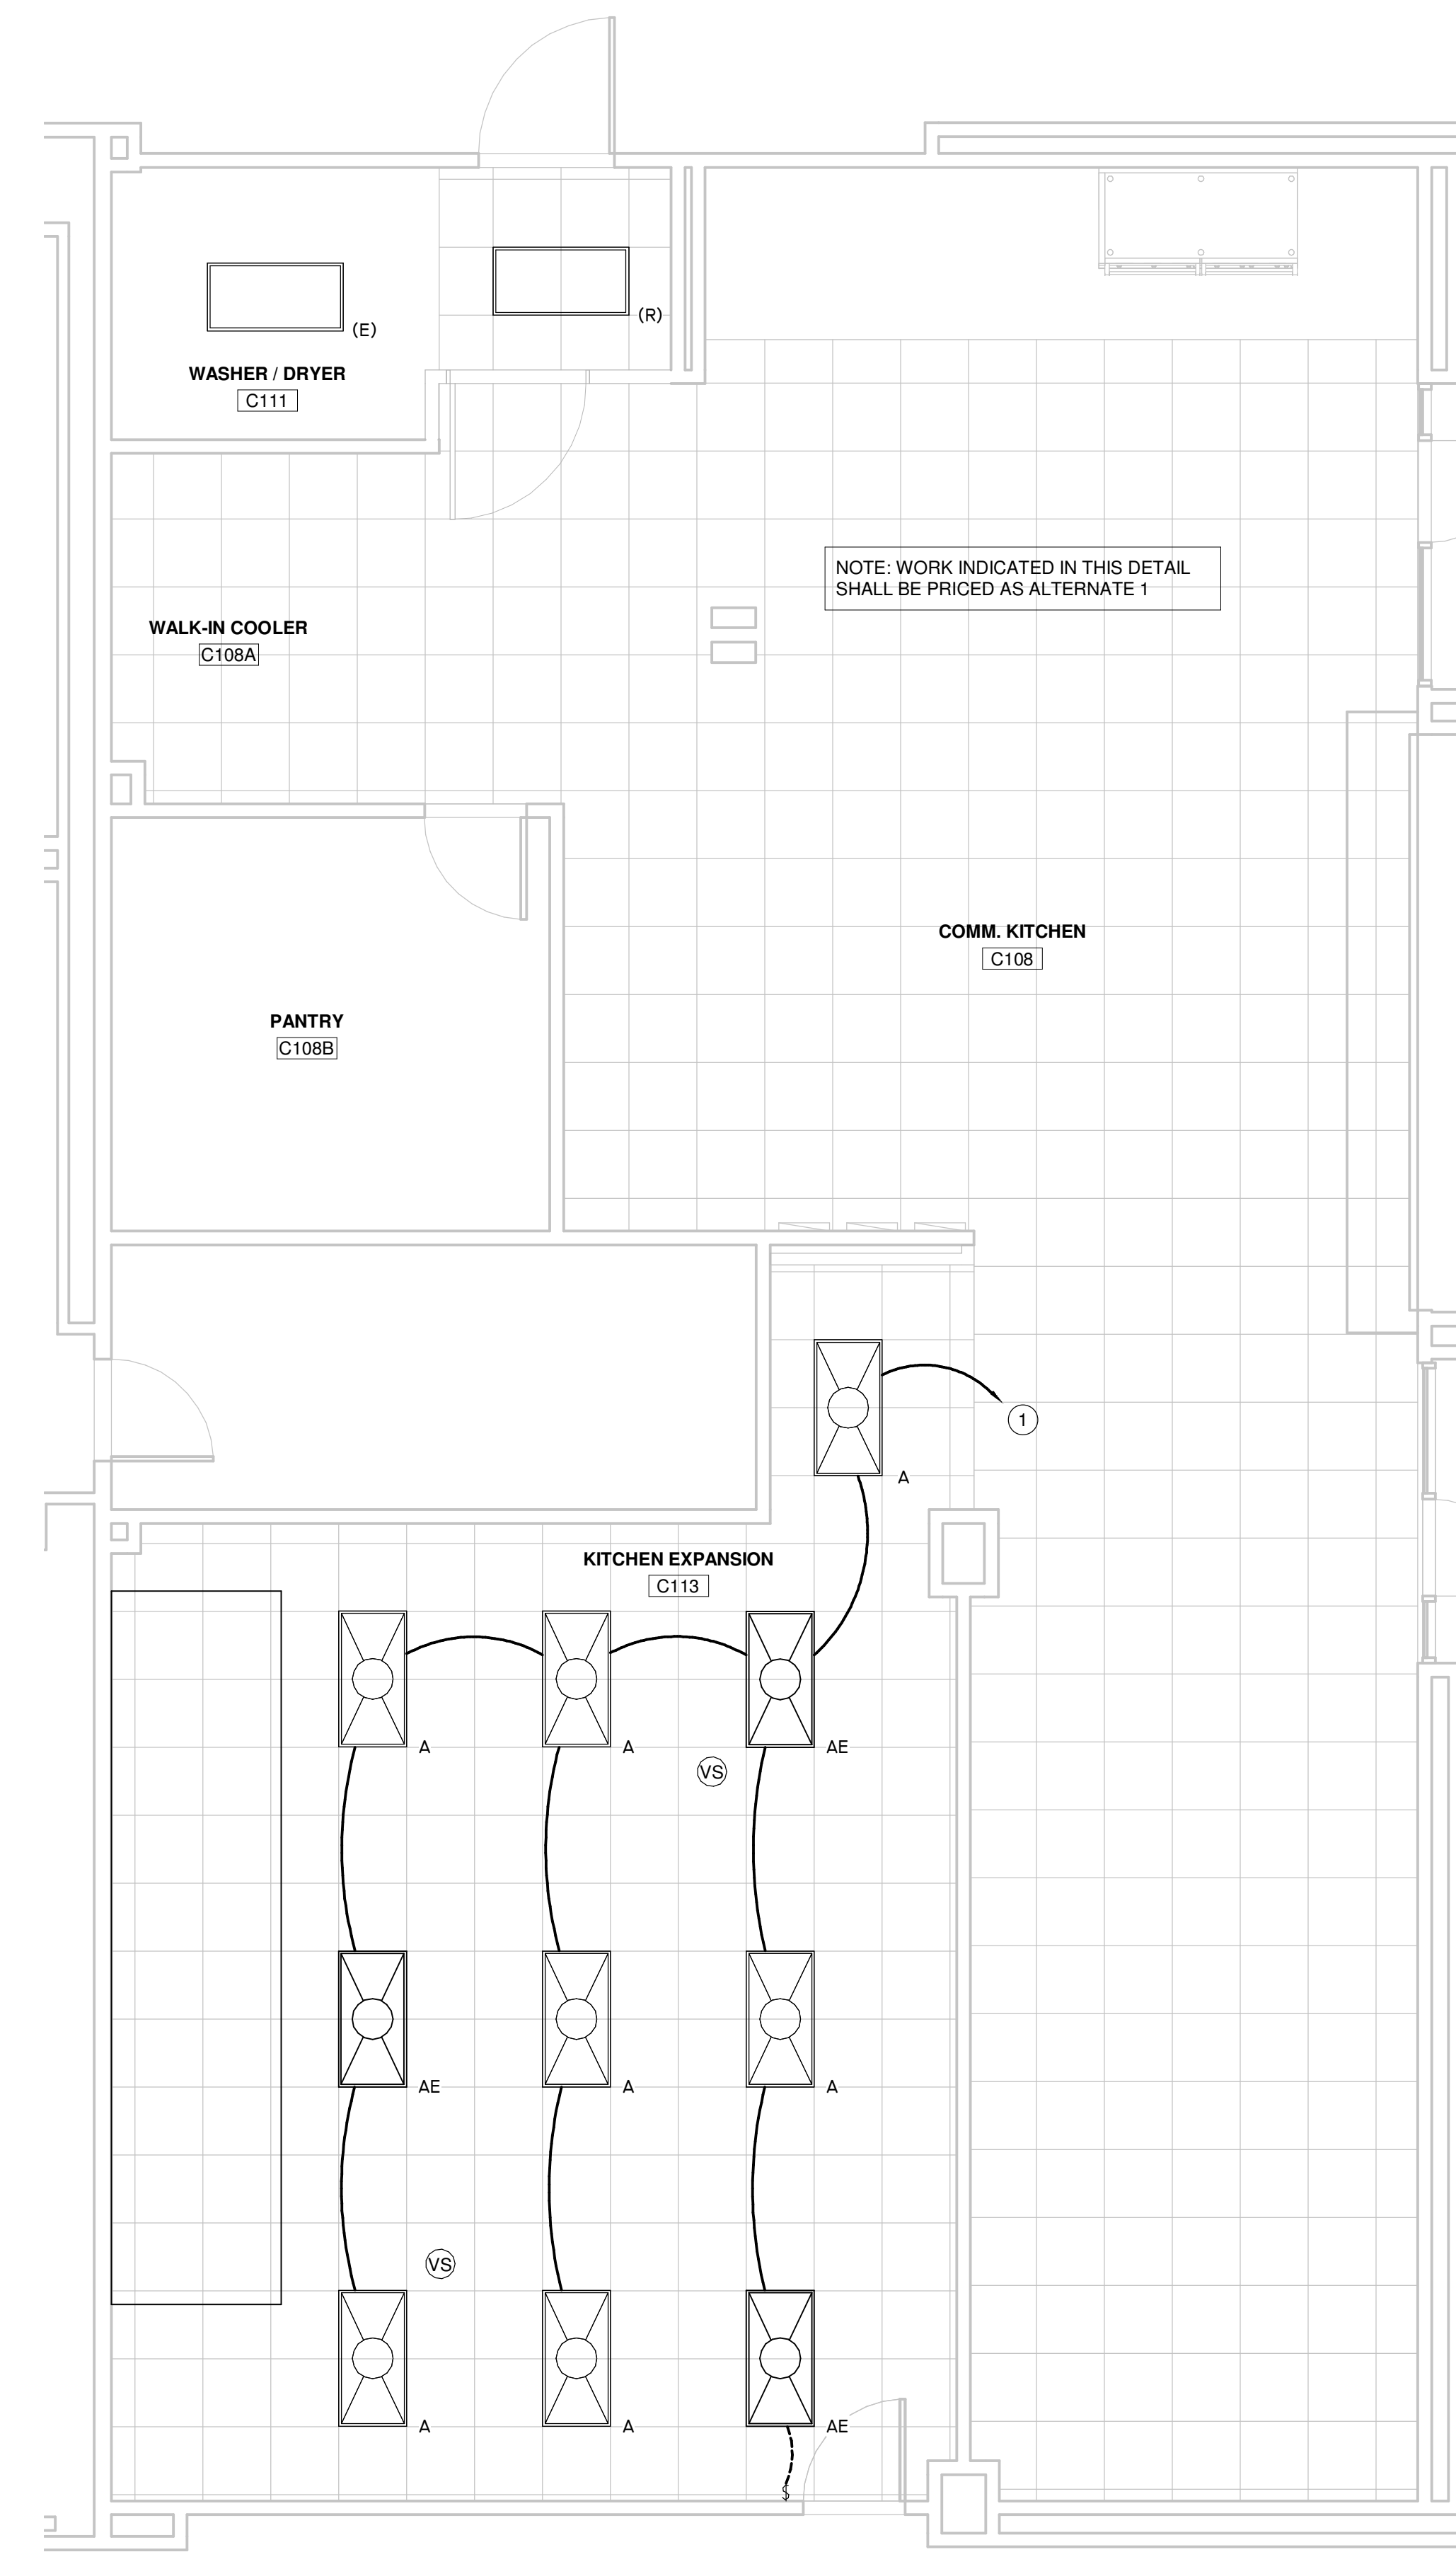 (E)
(R)
WASHER / DRYER
C111
NOTE: WORK INDICATED IN THIS DETAIL
SHALL BE PRICED AS ALTERNATE 1
WALK-IN COOLER
C108A
COMM. KITCHEN
C108
PANTRY
C108B
1
A
KITCHEN EXPANSION
C113
A
A
AE
VS
AE
A
A
VS
A
A
AE
$